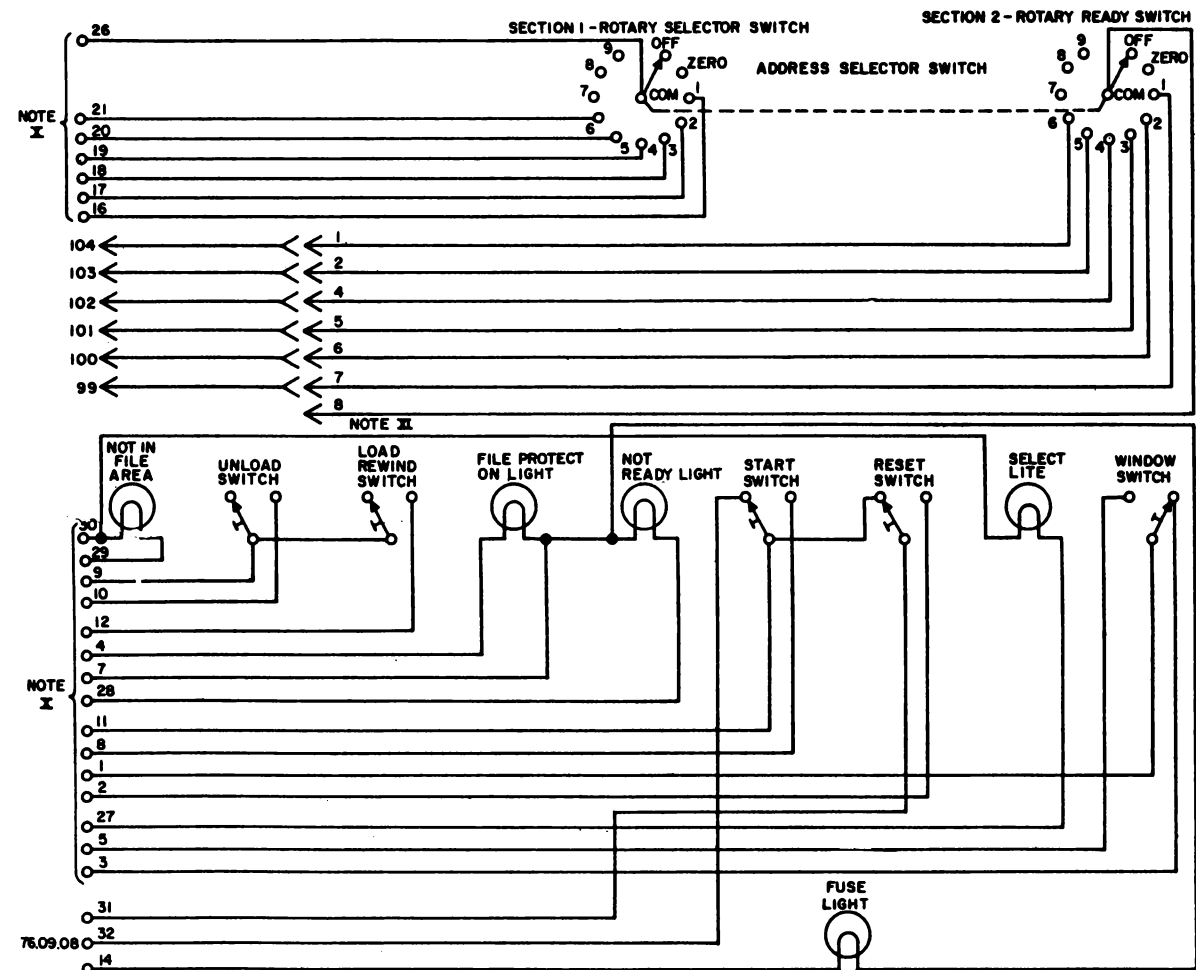 SECTION 1 - ROTARY SELECTOR SWITCH
SECTION 2 - ROTARY READY SWITCH
ADDRESS SELECTOR SWITCH
26
9
OFF
8
ZERO
7
COM
1
6
2
5
4
3
9
OFF
8
ZERO
7
COM
1
6
2
5
4
3
NOTE
X
21
20
19
18
17
16
104
1
103
2
102
4
101
5
100
6
99
7
8
NOTE XI
NOT IN
FILE
AREA
UNLOAD
SWITCH
LOAD
REWIND
SWITCH
FILE PROTECT
ON LIGHT
NOT
READY LIGHT
START
SWITCH
RESET
SWITCH
SELECT
LITE
WINDOW
SWITCH
NOTE
X
30
29
9
10
12
4
7
28
11
8
1
2
27
5
3
31
76.09.08
32
14
FUSE
LIGHT